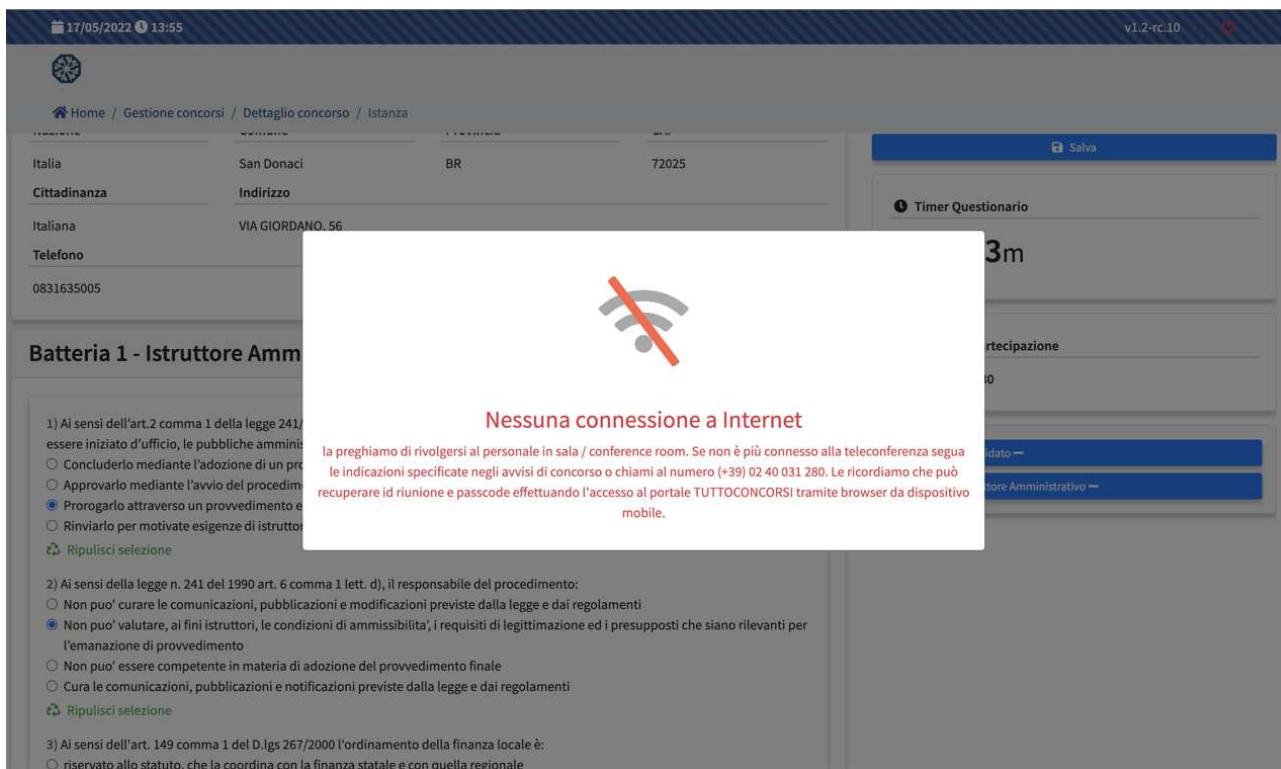 17/05/2022 13:55
v1.2-rc.10
Home / Gestione concorsi / Dettaglio concorso / Istanza
Italia San Donaci BR 72025
Cittadinanza Indirizzo
Italiana VIA GIORDANO, 56
Telefono
0831635005
Salva
Timer Questionario
3m
rtecipazione
idato
ttore Amministrativo
Nessuna connessione a Internet
la preghiamo di rivolgersi al personale in sala / conference room. Se non è più connesso alla teleconferenza segua
le indicazioni specificate negli avvisi di concorso o chiami al numero (+39) 02 40 031 280. Le ricordiamo che può
recuperare id riunione e passcode effettuando l'accesso al portale TUTTOCONCORSI tramite browser da dispositivo
mobile.
Batteria 1 - Istruttore Amm
1) Ai sensi dell'art.2 comma 1 della legge 241/
essere iniziato d'ufficio, le pubbliche amminis
Concluderlo mediante l'adozione di un pro
Approvarlo mediante l'avvio del procedim
Prorogarlo attraverso un provvedimento e
Rinviarlo per motivate esigenze di istruttor
Ripulisci selezione
2) Ai sensi della legge n. 241 del 1990 art. 6 comma 1 lett. d), il responsabile del procedimento:
Non puo' curare le comunicazioni, pubblicazioni e modificazioni previste dalla legge e dai regolamenti
Non puo' valutare, ai fini istruttori, le condizioni di ammissibilita', i requisiti di legittimazione ed i presupposti che siano rilevanti per
l'emanazione di provvedimento
Non puo' essere competente in materia di adozione del provvedimento finale
Cura le comunicazioni, pubblicazioni e notificazioni previste dalla legge e dai regolamenti
Ripulisci selezione
3) Ai sensi dell'art. 149 comma 1 del D.lgs 267/2000 l'ordinamento della finanza locale è:
riservato allo statuto, che la coordina con la finanza statale e con quella regionale